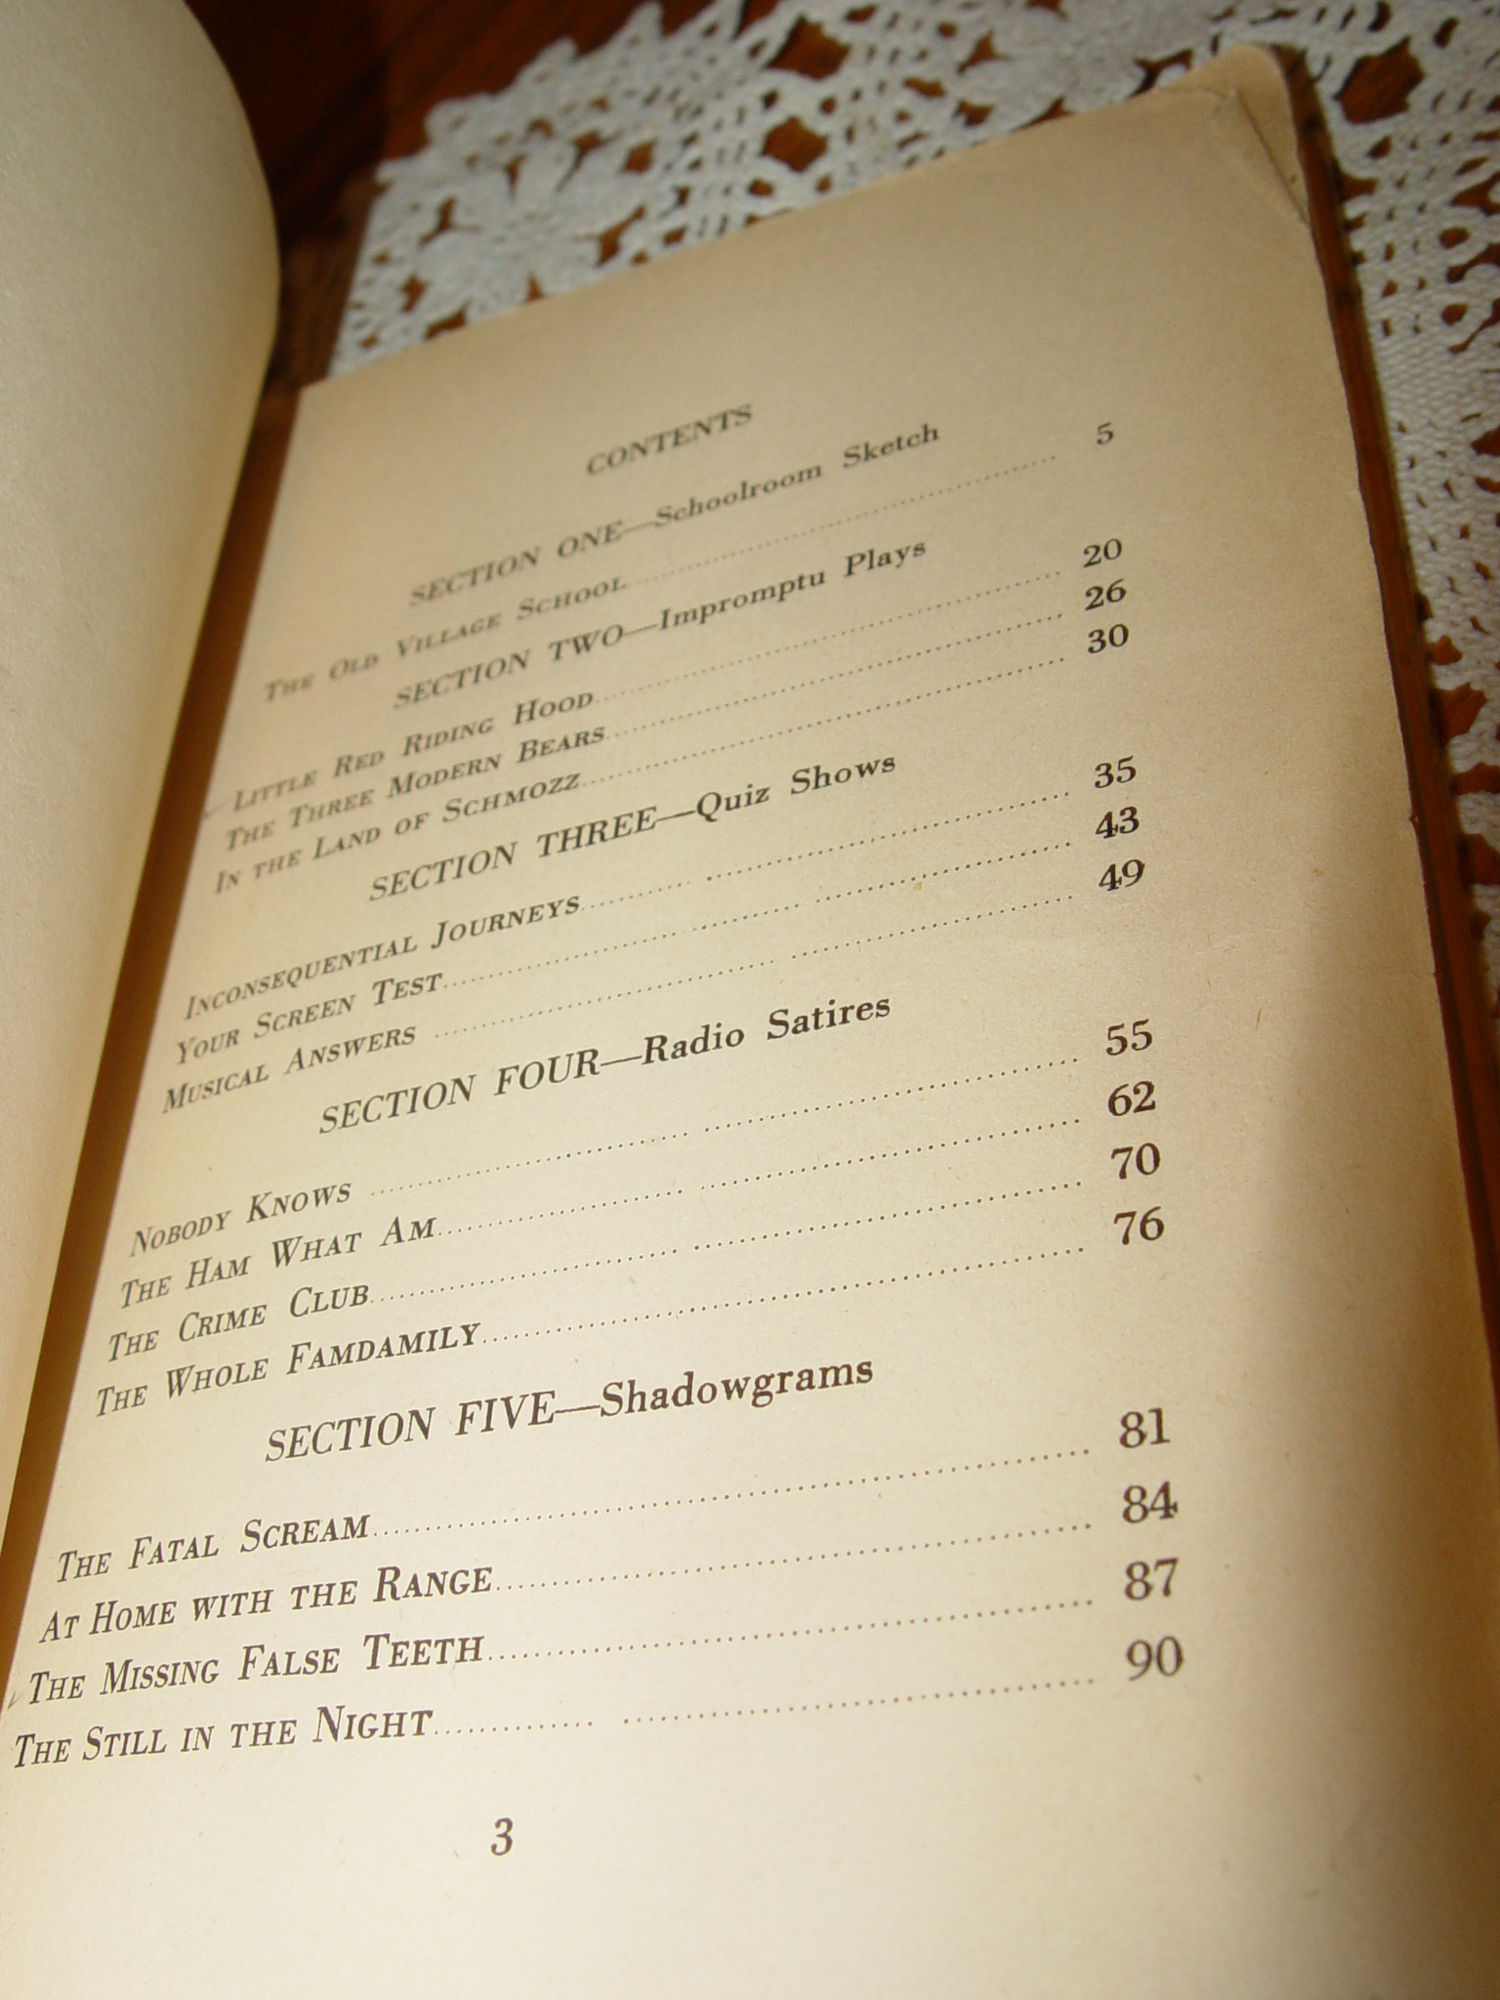 CONTENTS
SECTION ONE—Schoolroom Sketch
THE OLD VILLAGE SCHOOL 5
SECTION TWO—Impromptu Plays
LITTLE RED RIDING HOOD 20
THE THREE MODERN BEARS 26
IN THE LAND OF SCHMOZZ 30
SECTION THREE—Quiz Shows
INCONSEQUENTIAL JOURNEYS 35
YOUR SCREEN TEST 43
MUSICAL ANSWERS 49
SECTION FOUR—Radio Satires
NOBODY KNOWS 55
THE HAM WHAT AM 62
THE CRIME CLUB 70
THE WHOLE FAMDAMILY 76
SECTION FIVE—Shadowgrams
THE FATAL SCREAM 81
AT HOME WITH THE RANGE 84
THE MISSING FALSE TEETH 87
THE STILL IN THE NIGHT 90
3